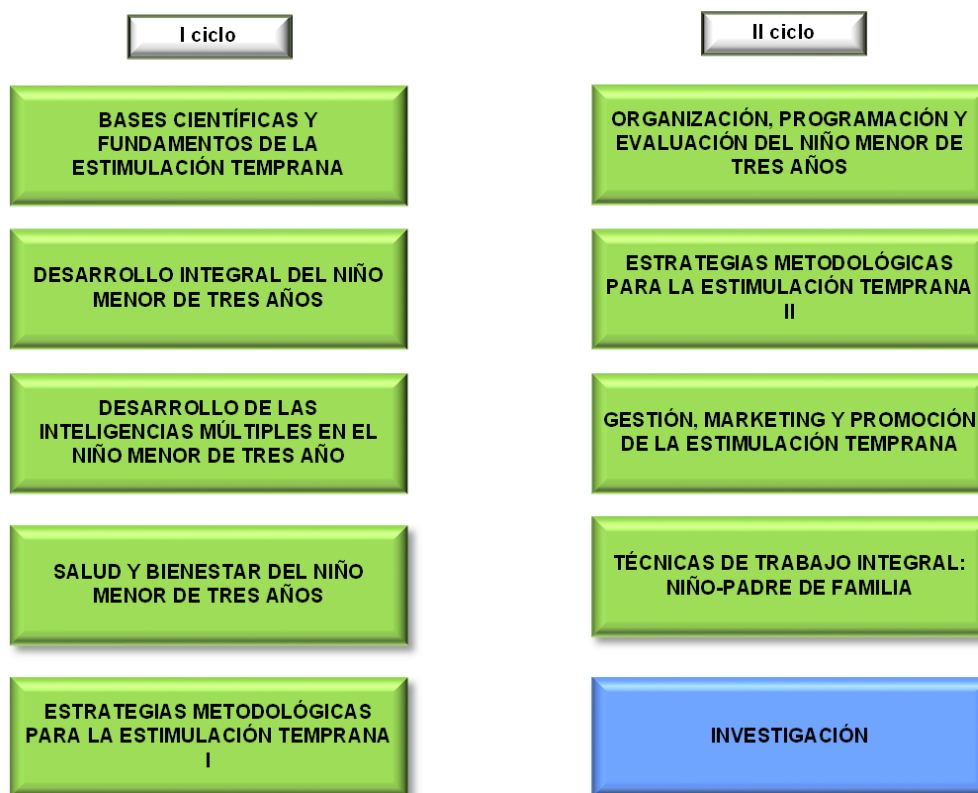 I ciclo
BASES CIENTÍFICAS Y
FUNDAMENTOS DE LA
ESTIMULACIÓN TEMPRANA
DESARROLLO INTEGRAL DEL NIÑO
MENOR DE TRES AÑOS
DESARROLLO DE LAS
INTELIGENCIAS MÚLTIPLES EN EL
NIÑO MENOR DE TRES AÑO
SALUD Y BIENESTAR DEL NIÑO
MENOR DE TRES AÑOS
ESTRATEGIAS METODOLÓGICAS
PARA LA ESTIMULACIÓN TEMPRANA
I
II ciclo
ORGANIZACIÓN, PROGRAMACIÓN Y
EVALUACIÓN DEL NIÑO MENOR DE
TRES AÑOS
ESTRATEGIAS METODOLÓGICAS
PARA LA ESTIMULACIÓN TEMPRANA
II
GESTIÓN, MARKETING Y PROMOCIÓN
DE LA ESTIMULACIÓN TEMPRANA
TÉCNICAS DE TRABAJO INTEGRAL:
NIÑO-PADRE DE FAMILIA
INVESTIGACIÓN